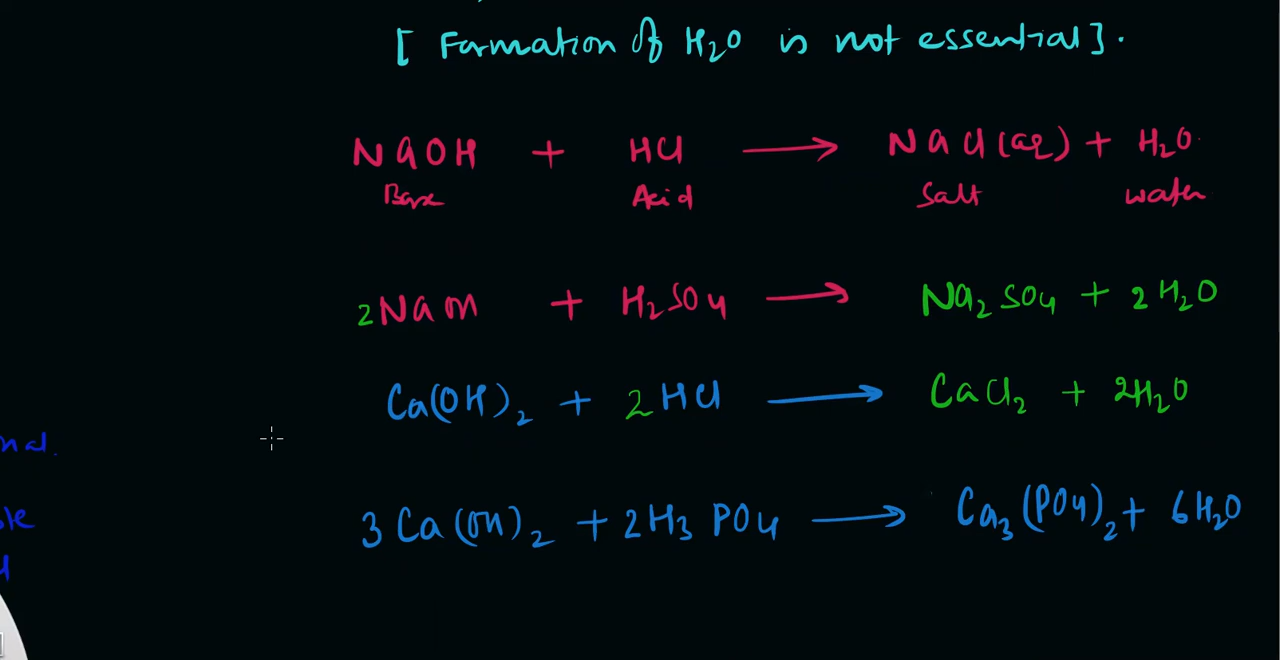 [ Formation of H2O is not essential ].
NaOH + HCl → NaCl(aq) + H2O
Base Acid Salt water
2NaOH + H2SO4 → Na2SO4 + 2H2O
Ca(OH)2 + 2HCl → CaCl2 + 2H2O
3Ca(OH)2 + 2H3PO4 → Ca3(PO4)2 + 6H2O